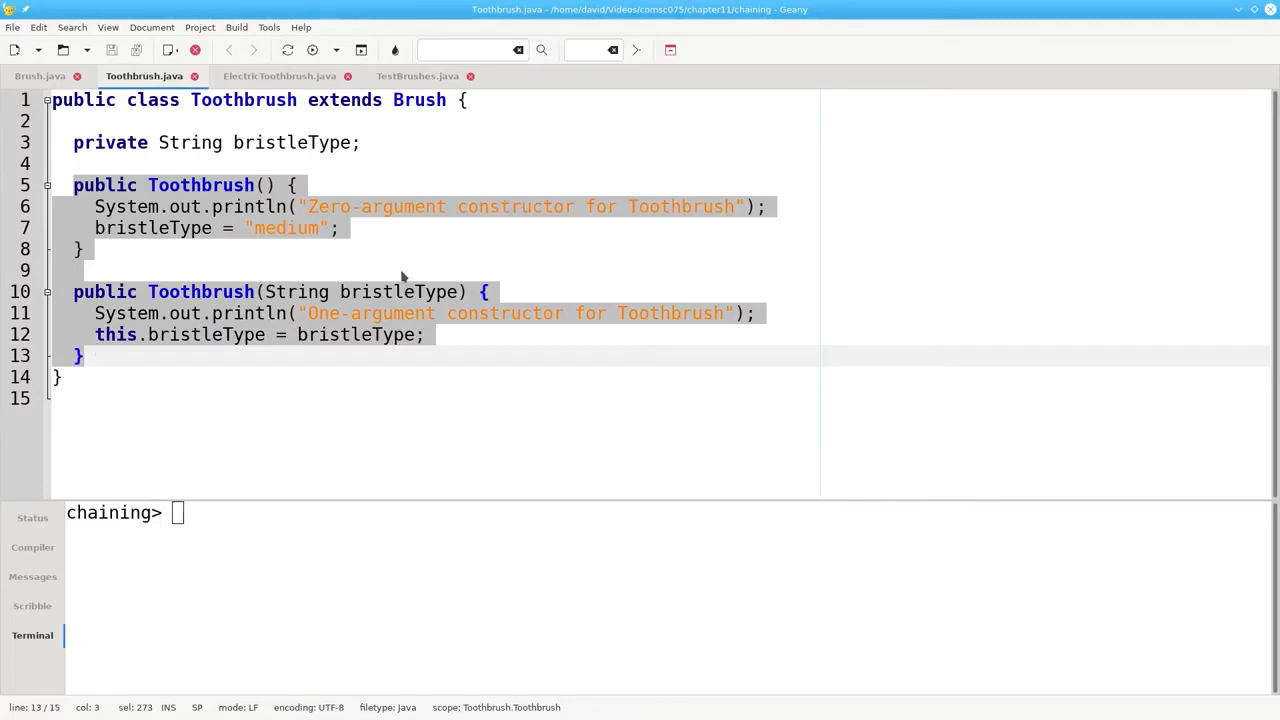 Toothbrush.java - /home/david/Videos/comsc075/chapter11/chaining - Geany
File Edit Search View Document Project Build Tools Help
Brush.java Toothbrush.java ElectricToothbrush.java TestBrushes.java
1 public class Toothbrush extends Brush {
2
3 private String bristleType;
4
5 public Toothbrush() {
6 System.out.println("Zero-argument constructor for Toothbrush");
7 bristleType = "medium";
8 }
9
10 public Toothbrush(String bristleType) {
11 System.out.println("One-argument constructor for Toothbrush");
12 this.bristleType = bristleType;
13 }
14 }
15
Status
Compiler
Messages
Scribble
Terminal
chaining>
line: 13 / 15 col: 3 sel: 273 INS SP mode: LF encoding: UTF-8 filetype: Java scope: Toothbrush.Toothbrush